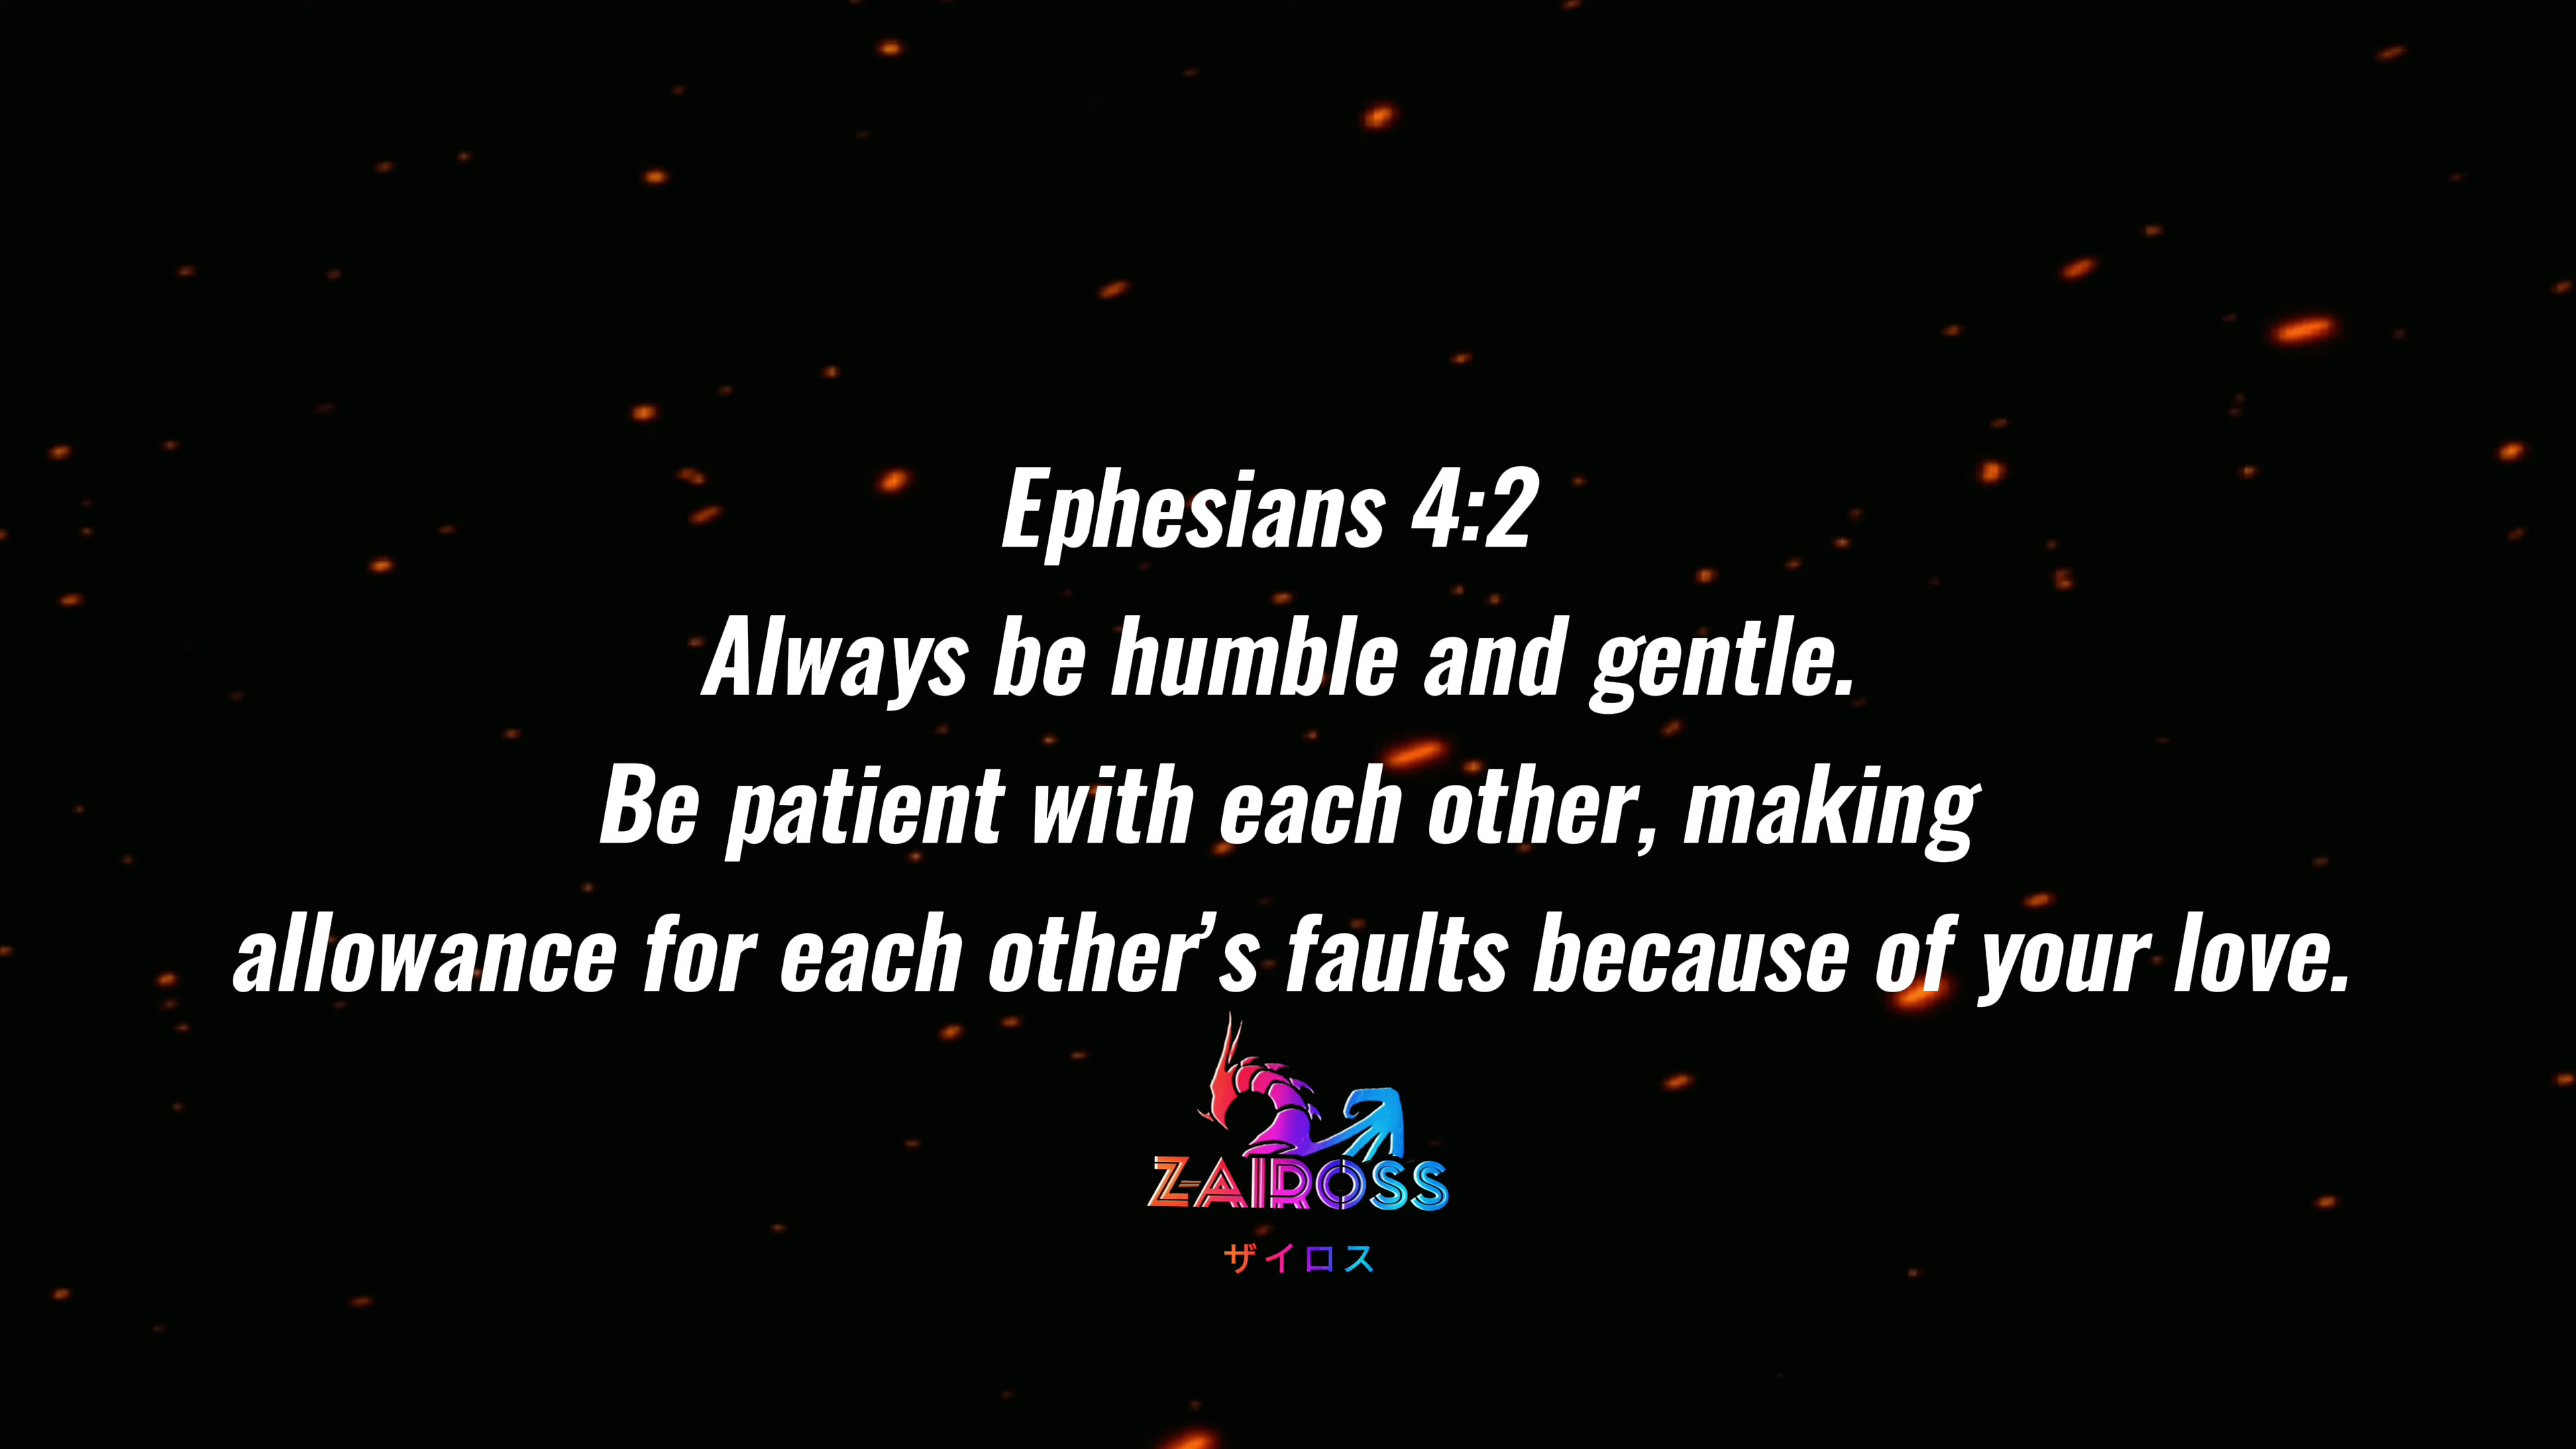 Ephesians 4:2
Always be humble and gentle.
Be patient with each other, making
allowance for each other’s faults because of your love.
ZAIROSS
ザイロス